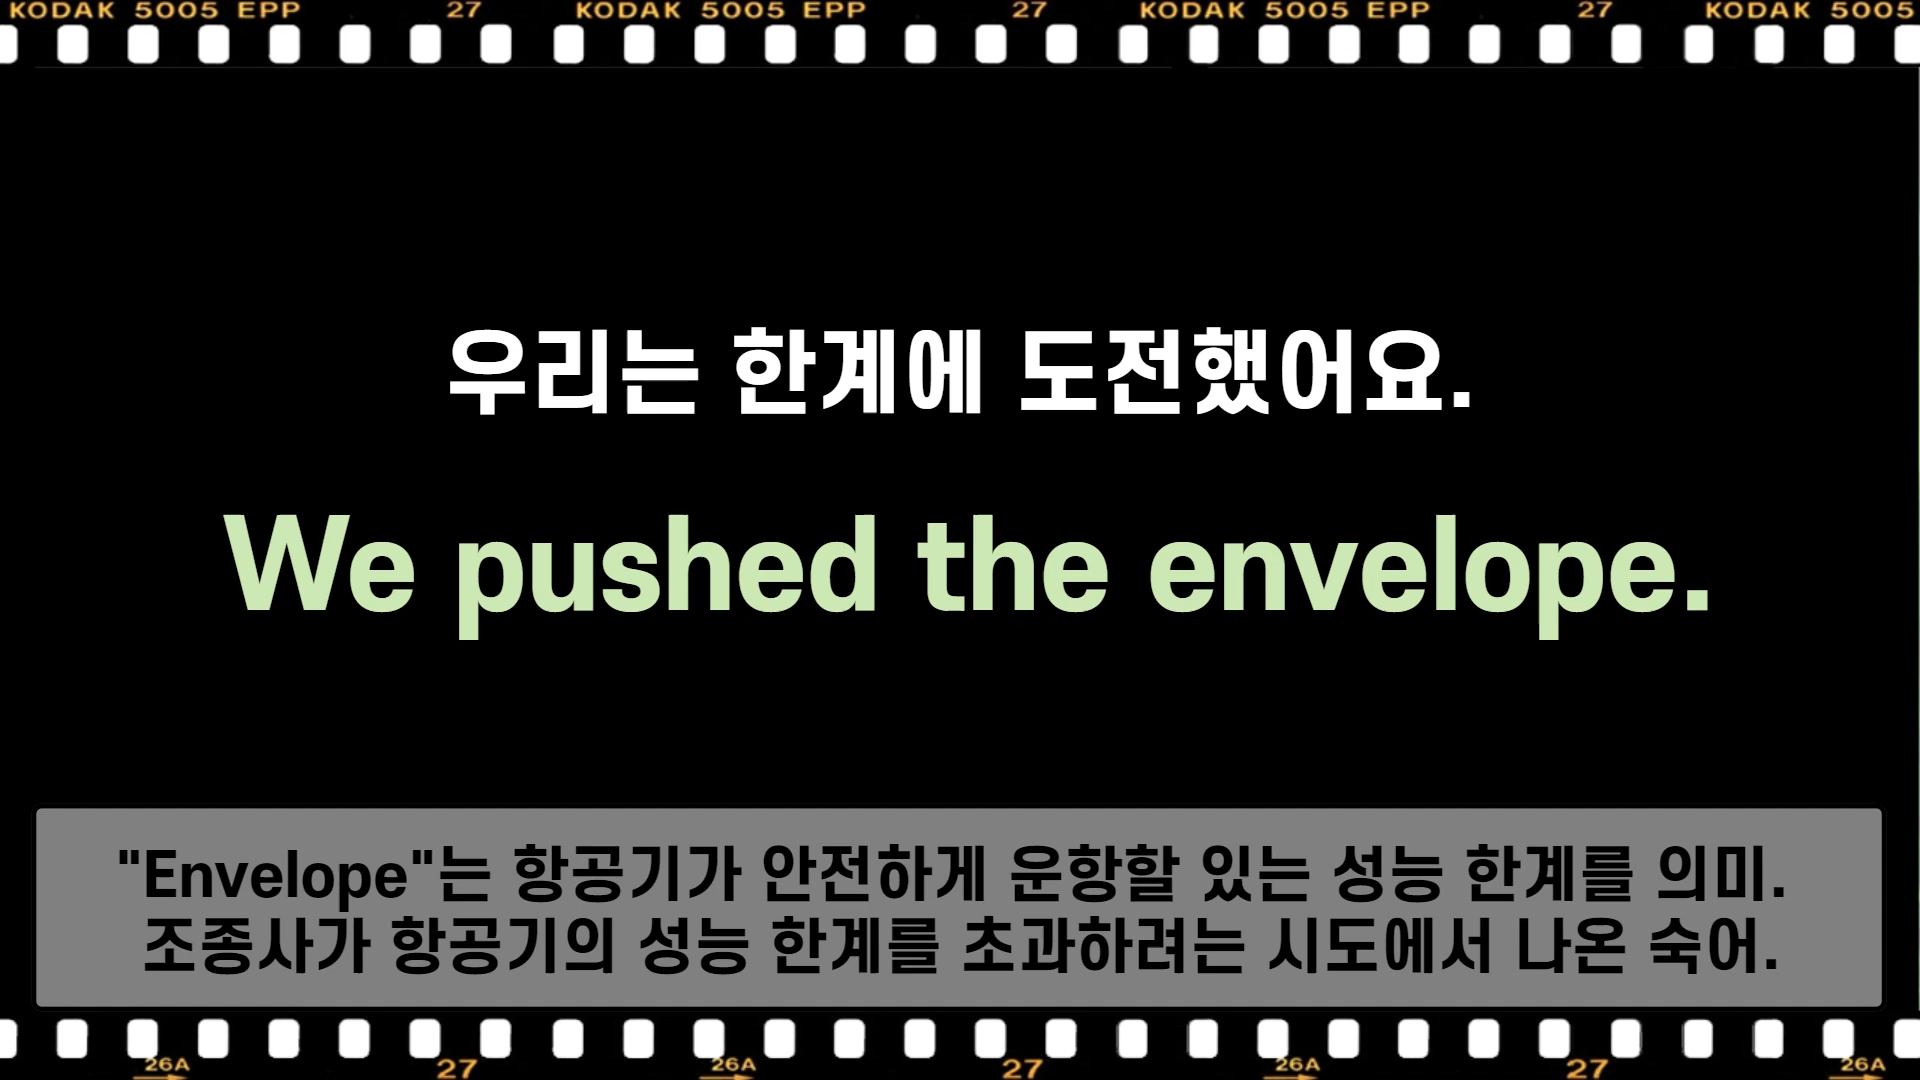 KODAK 5005 EPP 27 KODAK 5005 EPP 27 KODAK 5005 EPP 27 KODAK 5005
우리는 한계에 도전했어요.
We pushed the envelope.
"Envelope"는 항공기가 안전하게 운항할 있는 성능 한계를 의미.
조종사가 항공기의 성능 한계를 초과하려는 시도에서 나온 숙어.
26A 27 26A 27 26A 27 26A